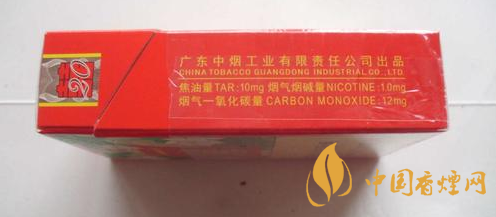 广东中烟工业有限责任公司出品
CHINA TOBACCO GUANGDONG INDUSTRIAL CO.,LTD
焦油量TAR:10mg 烟气烟碱量NICOTINE:1.0mg
烟气一氧化碳量CARBON MONOXIDE:12mg
20
中国香烟网